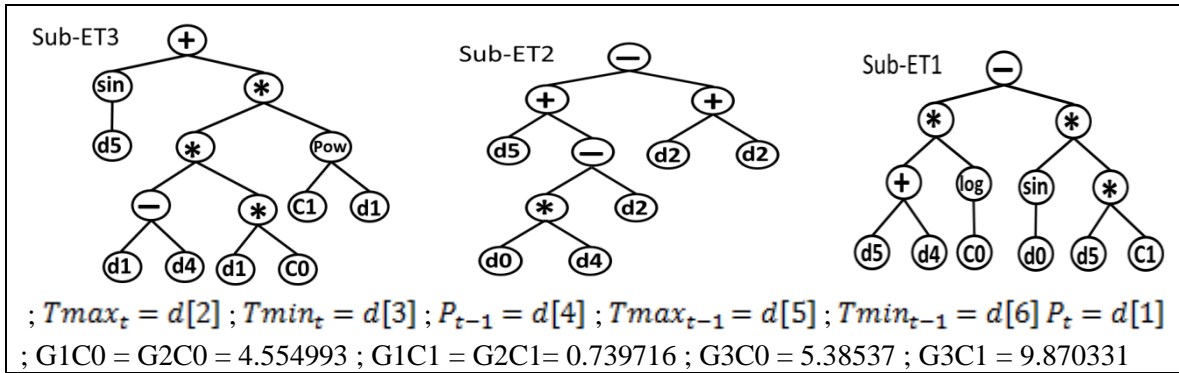 Sub-ET3 + Sub-ET2 − Sub-ET1 −
sin * + + * *
d5 * Pow d5 − d2 d2 + log sin *
− * C1 d1 * d2 d5 d4 C0 d0 d5 C1
d1 d4 d1 C0 d0 d4
; Tmax_t = d[2] ; Tmin_t = d[3] ; P_{t−1} = d[4] ; Tmax_{t−1} = d[5] ; Tmin_{t−1} = d[6] P_t = d[1]
; G1C0 = G2C0 = 4.554993 ; G1C1 = G2C1= 0.739716 ; G3C0 = 5.38537 ; G3C1 = 9.870331